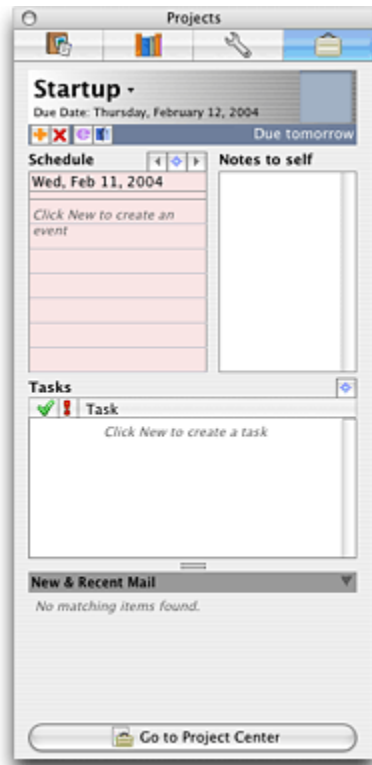 Projects
Startup
Due Date: Thursday, February 12, 2004
Due tomorrow
Schedule
Notes to self
Wed, Feb 11, 2004
Click New to create an
event
Tasks
Task
Click New to create a task
New & Recent Mail
No matching items found.
Go to Project Center